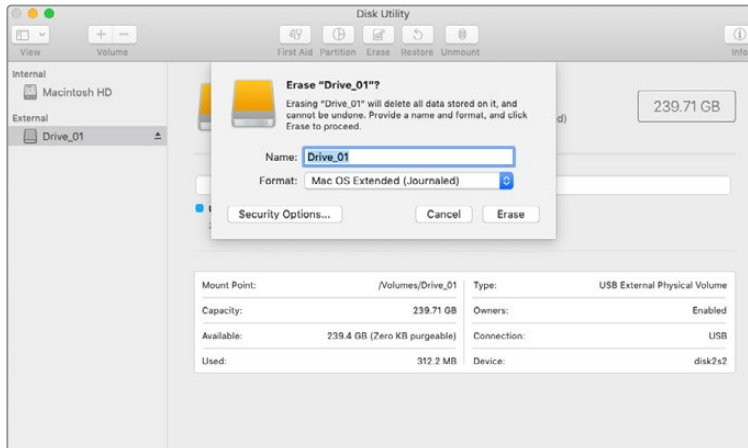 Disk Utility
View
Volume
First Aid
Partition
Erase
Restore
Unmount
Info
Internal
Macintosh HD
External
Drive_01
Erase “Drive_01”?
Erasing “Drive_01” will delete all data stored on it, and
cannot be undone. Provide a name and format, and click
Erase to proceed.
Name: Drive_01
Format: Mac OS Extended (Journaled)
Security Options...
Cancel
Erase
d)
239.71 GB
Mount Point: /Volumes/Drive_01
Capacity: 239.71 GB
Available: 239.4 GB (Zero KB purgeable)
Used: 312.2 MB
Type: USB External Physical Volume
Owners: Enabled
Connection: USB
Device: disk2s2